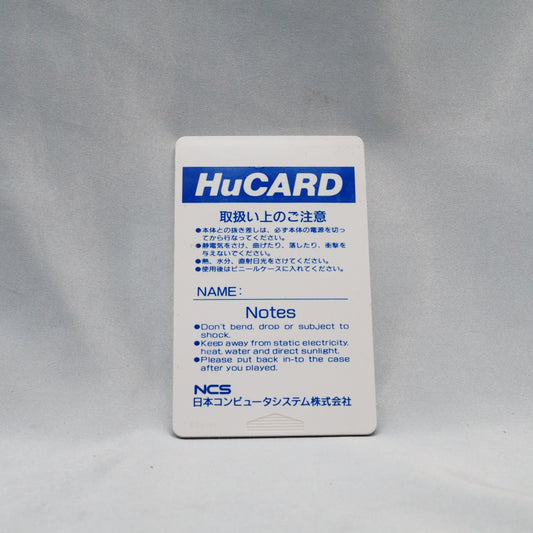 HuCARD
取扱い上のご注意
●本体との抜き差しは、必ず本体の電源を切っ
てから行なってください。
●静電気をさけ、曲げたり、落したり、衝撃を
与えないでください。
●熱、水分、直射日光をさけてください。
●使用後はビニールケースに入れてください。
NAME:
Notes
●Don't bend, drop or subject to
shock.
●Keep away from static electricity,
heat, water and direct sunlight.
●Please put back in-to the case
after you played.
NCS
日本コンピュータシステム株式会社